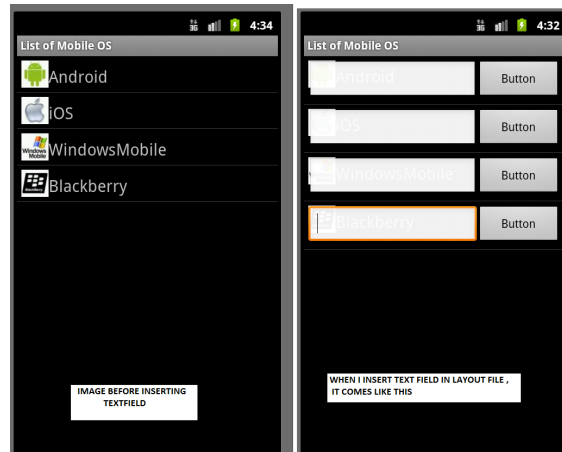 3G 4:34
List of Mobile OS
Android
iOS
Windows Mobile
WindowsMobile
Blackberry
IMAGE BEFORE INSERTING
TEXTFIELD
3G 4:32
List of Mobile OS
Android Button
iOS Button
WindowsMobile Button
Blackberry Button
WHEN I INSERT TEXT FIELD IN LAYOUT FILE ,
IT COMES LIKE THIS